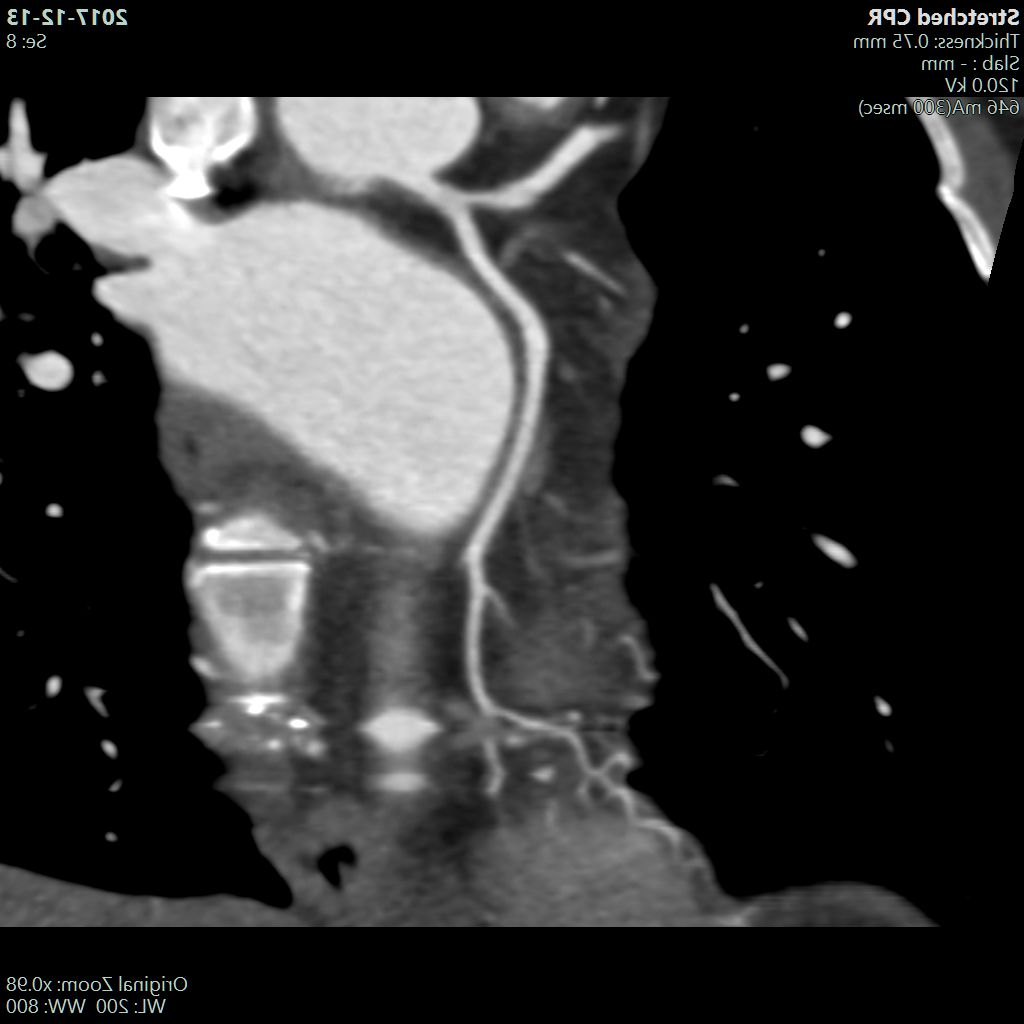 Stretched CPR
Thickness: 0.75 mm
Slab : - mm
120.0 kV
646 mA(300 msec)
2017-12-13
Se: 8
Original Zoom: x0.98
WL: 200 WW: 800